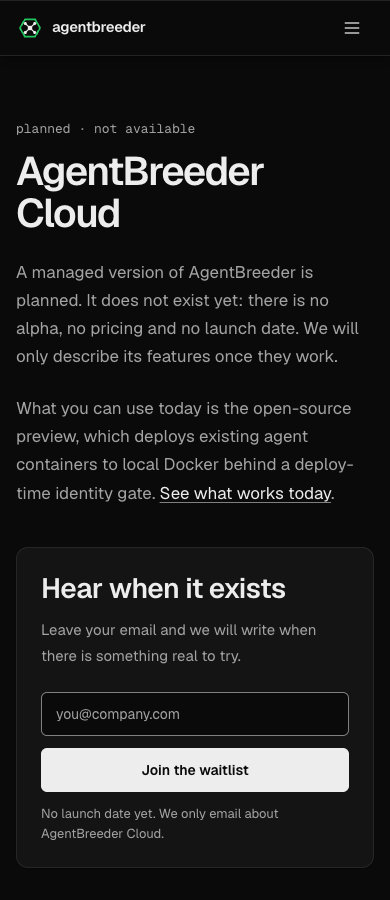 agentbreeder
planned · not available
AgentBreeder
Cloud
A managed version of AgentBreeder is
planned. It does not exist yet: there is no
alpha, no pricing and no launch date. We will
only describe its features once they work.
What you can use today is the open-source
preview, which deploys existing agent
containers to local Docker behind a deploy-
time identity gate. See what works today.
Hear when it exists
Leave your email and we will write when
there is something real to try.
you@company.com
Join the waitlist
No launch date yet. We only email about
AgentBreeder Cloud.